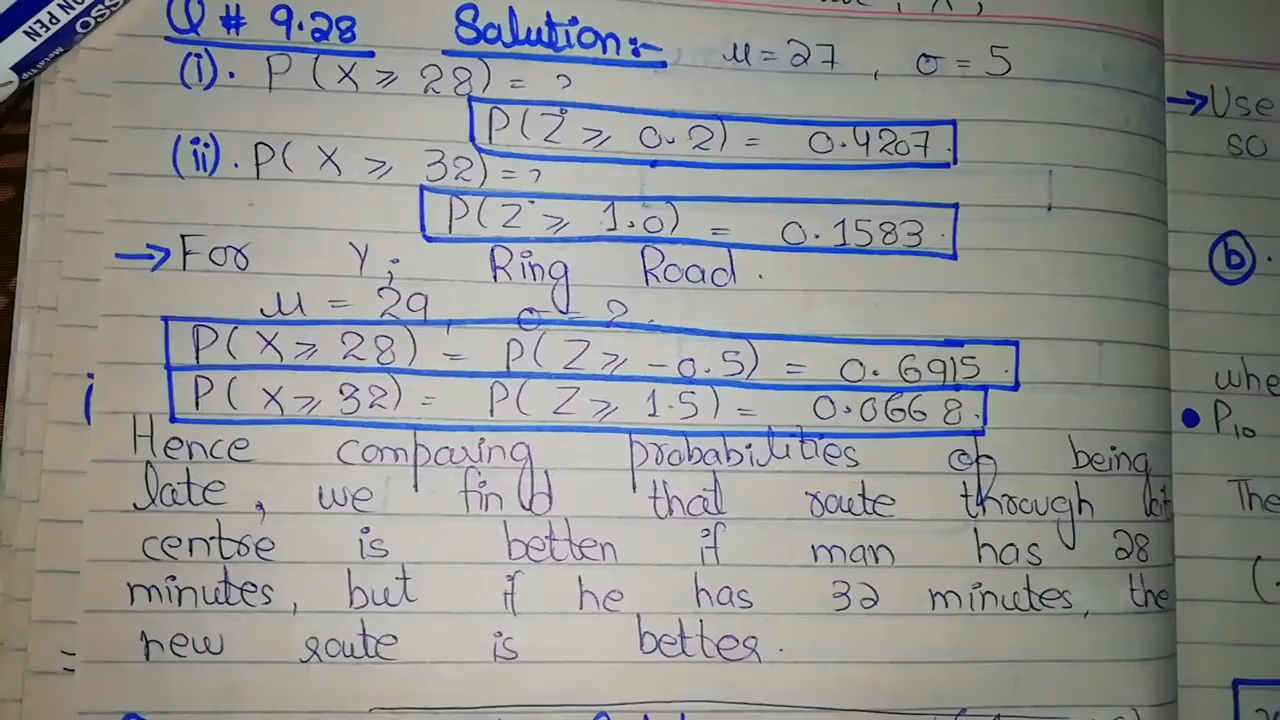 Q # 9.28 Solution:- μ = 27 , σ = 5
(i). P(X ⩾ 28) = ?
P(Z ⩾ 0.2) = 0.4207.
(ii). P(X ⩾ 32) = ?
P(Z ⩾ 1.0) = 0.1583.
→ For Y; Ring Road.
μ = 29, σ = 2.
P(X ⩾ 28) = P(Z ⩾ -0.5) = 0.6915.
P(X ⩾ 32) = P(Z ⩾ 1.5) = 0.0668.
Hence comparing probabilities of being
late, we find that route through
centre is better if man has 28
minutes, but if he has 32 minutes, the
new route is better.
→ Use
so
(b).
whe
• P10
The
ON PEN